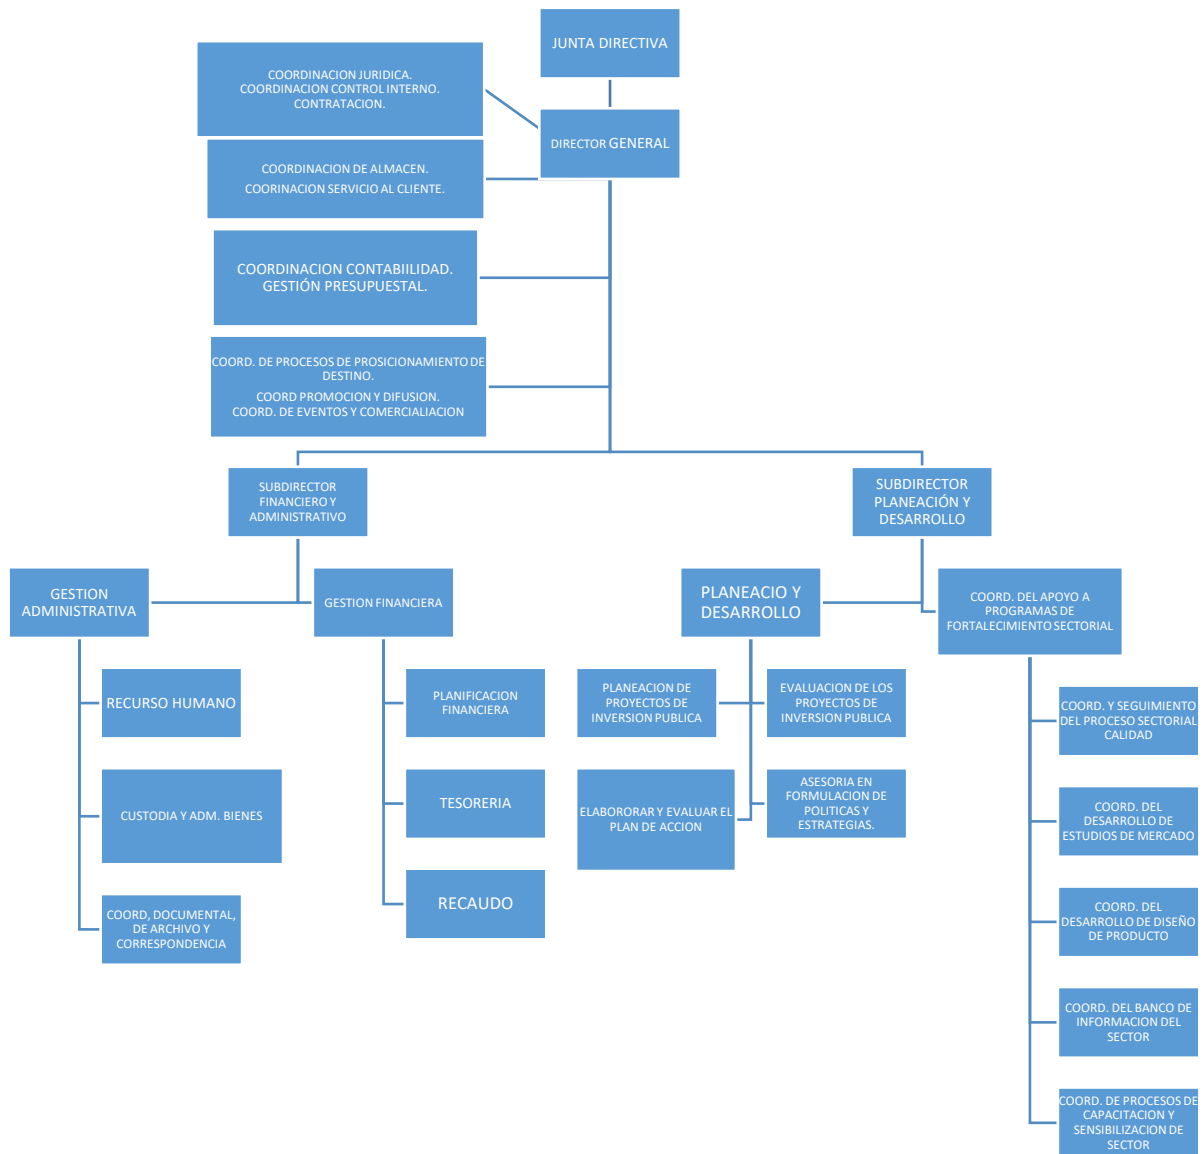 JUNTA DIRECTIVA
COORDINACION JURIDICA.
COORDINACION CONTROL INTERNO.
CONTRATACION.
DIRECTOR GENERAL
COORDINACION DE ALMACEN.
COORINACION SERVICIO AL CLIENTE.
COORDINACION CONTABIILIDAD.
GESTIÓN PRESUPUESTAL.
COORD. DE PROCESOS DE PROSICIONAMIENTO DE
DESTINO.
COORD PROMOCION Y DIFUSION.
COORD. DE EVENTOS Y COMERCIALIACION
SUBDIRECTOR
FINANCIERO Y
ADMINISTRATIVO
SUBDIRECTOR
PLANEACIÓN Y
DESARROLLO
GESTION
ADMINISTRATIVA
GESTION FINANCIERA
PLANEACIO Y
DESARROLLO
COORD. DEL APOYO A
PROGRAMAS DE
FORTALECIMIENTO SECTORIAL
RECURSO HUMANO
CUSTODIA Y ADM. BIENES
COORD, DOCUMENTAL,
DE ARCHIVO Y
CORRESPONDENCIA
PLANIFICACION
FINANCIERA
TESORERIA
RECAUDO
PLANEACION DE
PROYECTOS DE
INVERSION PUBLICA
EVALUACION DE LOS
PROYECTOS DE
INVERSION PUBLICA
ELABORORAR Y EVALUAR EL
PLAN DE ACCION
ASESORIA EN
FORMULACION DE
POLITICAS Y
ESTRATEGIAS.
COORD. Y SEGUIMIENTO
DEL PROCESO SECTORIAL
CALIDAD
COORD. DEL
DESARROLLO DE
ESTUDIOS DE MERCADO
COORD. DEL
DESARROLLO DE DISEÑO
DE PRODUCTO
COORD. DEL BANCO DE
INFORMACION DEL
SECTOR
COORD. DE PROCESOS DE
CAPACITACION Y
SENSIBILIZACION DE
SECTOR